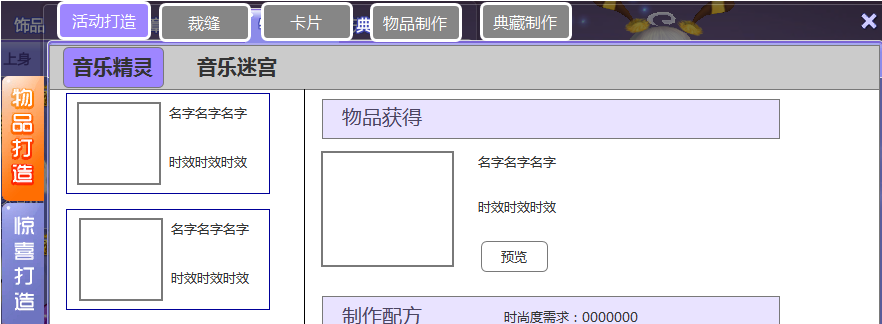 饰品
活动打造
裁缝
卡片
典
物品制作
典藏制作
上身
音乐精灵
音乐迷宫
物品打造
惊喜打造
名字名字名字
时效时效时效
名字名字名字
时效时效时效
物品获得
名字名字名字
时效时效时效
预览
制作配方
时尚度需求：0000000